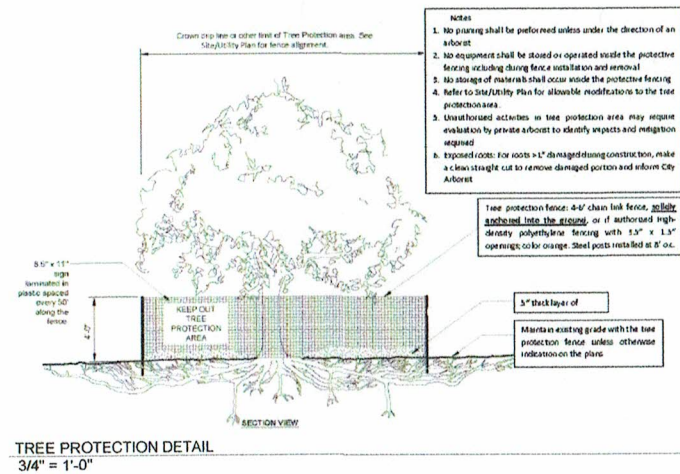 Crown drip line or other limit of Tree Protection area. See
Site/Utility Plan for fence alignment.
Notes
1. No pruning shall be preformed unless under the direction of an
arborist
2. No equipment shall be stored or operated inside the protective
fencing including during fence installation and removal
3. No storage of materials shall occur inside the protective fencing
4. Refer to Site/Utility Plan for allowable modifications to the tree
protection area.
5. Unauthorized activities in tree protection area may require
evaluation by private arborist to identify impacts and mitigation
required
6. Exposed roots: For roots >1" damaged during construction, make
a clean straight cut to remove damaged portion and inform City
Arborist
Tree protection fence: 4-6' chain link fence, solidly
anchored into the ground, or if authorized High-
density polyethylene fencing with 3.5" x 1.5"
openings; color orange. Steel posts installed at 8' o.c.
8.5" x 11"
sign
laminated in
plastic spaced
every 50'
along the
fence
4'-0"
KEEP OUT
TREE
PROTECTION
AREA
5" thick layer of
Maintain existing grade with the tree
protection fence unless otherwise
indication on the plans
SECTION VIEW
TREE PROTECTION DETAIL
3/4" = 1'-0"